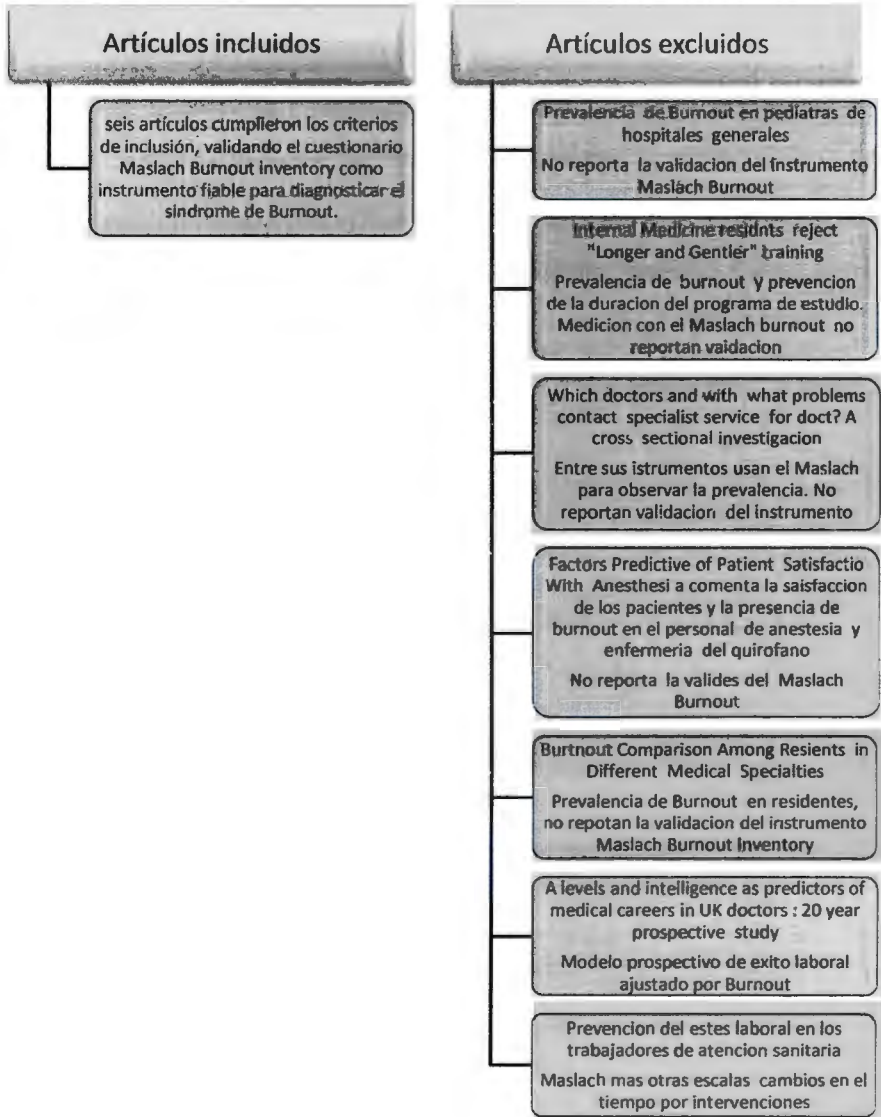 Artículos incluidos
seis artículos cumplieron los criterios
de inclusión, validando el cuestionario
Maslach Burnout inventory como
instrumento fiable para diagnosticar el
sindrome de Burnout.
Artículos excluidos
Prevalencia de Burnout en pediatras de
hospitales generales
No reporta la validacion del instrumento
Maslach Burnout
Internal Medicine residnts reject
"Longer and Gentler" training
Prevalencia de burnout y prevencion
de la duracion del programa de estudio.
Medicion con el Maslach burnout no
reportan vaidacion
Which doctors and with what problems
contact specialist service for doct? A
cross sectional investigacion
Entre sus istrumentos usan el Maslach
para observar la prevalencia. No
reportan validacion del instrumento
Factors Predictive of Patient Satisfactio
With Anesthesi a comenta la saisfaccion
de los pacientes y la presencia de
burnout en el personal de anestesia y
enfermeria del quirofano
No reporta la valides del Maslach
Burnout
Burtnout Comparison Among Resients in
Different Medical Specialties
Prevalencia de Burnout en residentes,
no repotan la validacion del instrumento
Maslach Burnout Inventory
A levels and intelligence as predictors of
medical careers in UK doctors : 20 year
prospective study
Modelo prospectivo de exito laboral
ajustado por Burnout
Prevencion del estes laboral en los
trabajadores de atencion sanitaria
Maslach mas otras escalas cambios en el
tiempo por intervenciones